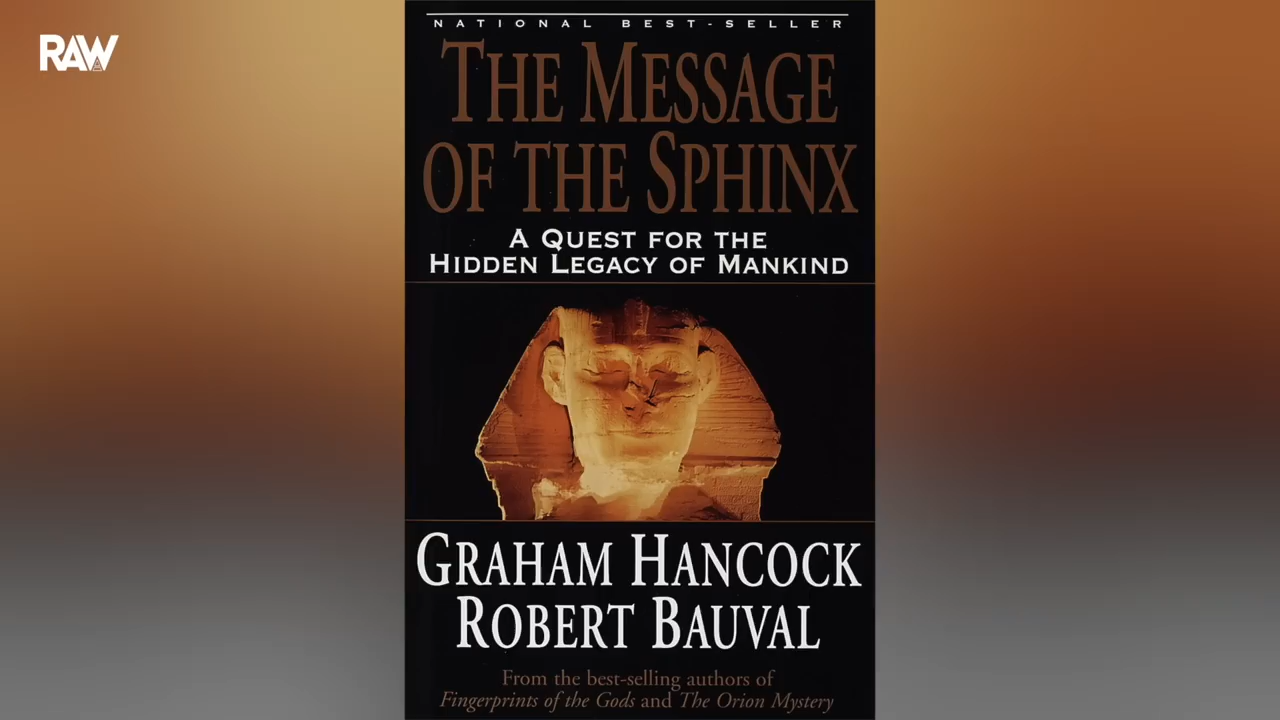 RAW
NATIONAL BEST-SELLER
THE MESSAGE
OF THE SPHINX
A QUEST FOR THE
HIDDEN LEGACY OF MANKIND
GRAHAM HANCOCK
ROBERT BAUVAL
From the best-selling authors of
Fingerprints of the Gods and The Orion Mystery